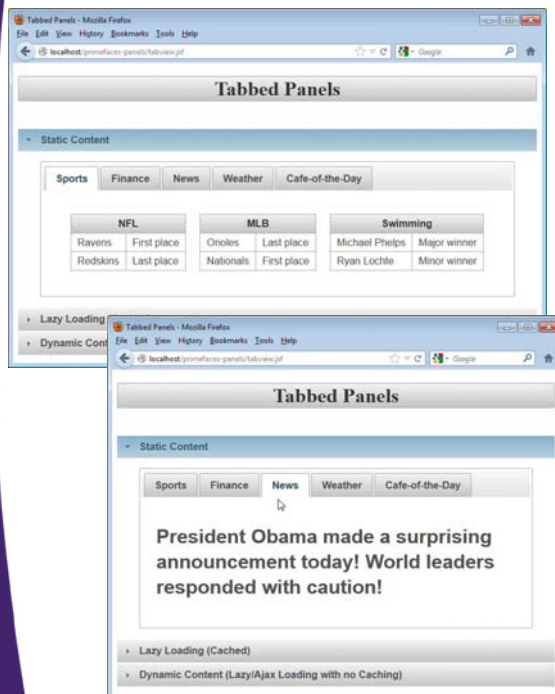 Tabbed Panels - Mozilla Firefox
File Edit View History Bookmarks Tools Help
localhost/primefaces-panels/tabview.jsf
Google
Tabbed Panels
Static Content
Sports Finance News Weather Cafe-of-the-Day
NFL MLB Swimming
Ravens First place Orioles Last place Michael Phelps Major winner
Redskins Last place Nationals First place Ryan Lochte Minor winner
Lazy Loading
Dynamic Cont
Tabbed Panels - Mozilla Firefox
File Edit View History Bookmarks Tools Help
localhost/primefaces-panels/tabview.jsf
Google
Tabbed Panels
Static Content
Sports Finance News Weather Cafe-of-the-Day
President Obama made a surprising
announcement today! World leaders
responded with caution!
Lazy Loading (Cached)
Dynamic Content (Lazy/Ajax Loading with no Caching)